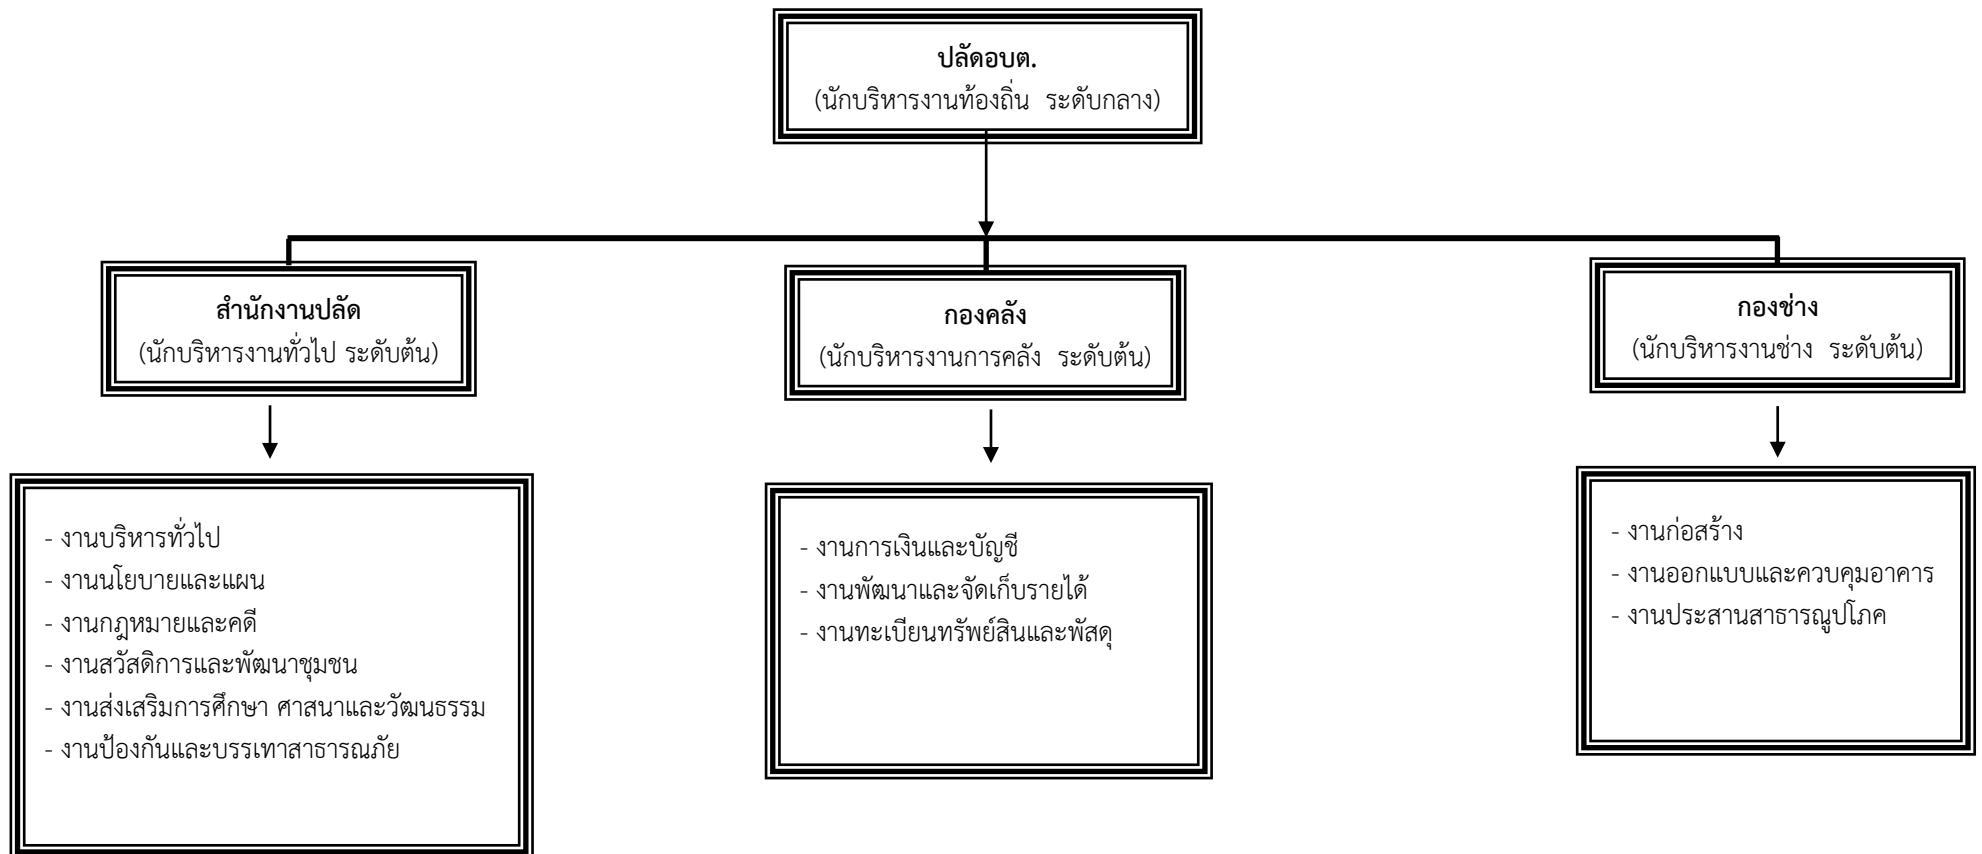 ปลัดอบต.
(นักบริหารงานท้องถิ่น ระดับกลาง)
สำนักงานปลัด
(นักบริหารงานทั่วไป ระดับต้น)
กองคลัง
(นักบริหารงานการคลัง ระดับต้น)
กองช่าง
(นักบริหารงานช่าง ระดับต้น)
- งานบริหารทั่วไป
- งานนโยบายและแผน
- งานกฎหมายและคดี
- งานสวัสดิการและพัฒนาชุมชน
- งานส่งเสริมการศึกษา ศาสนาและวัฒนธรรม
- งานป้องกันและบรรเทาสาธารณภัย
- งานการเงินและบัญชี
- งานพัฒนาและจัดเก็บรายได้
- งานทะเบียนทรัพย์สินและพัสดุ
- งานก่อสร้าง
- งานออกแบบและควบคุมอาคาร
- งานประสานสาธารณูปโภค